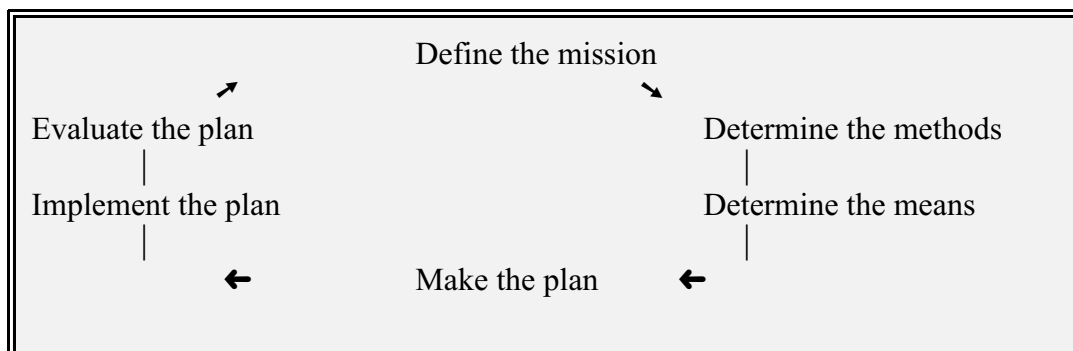 Define the mission
Evaluate the plan Determine the methods
Implement the plan Determine the means
Make the plan